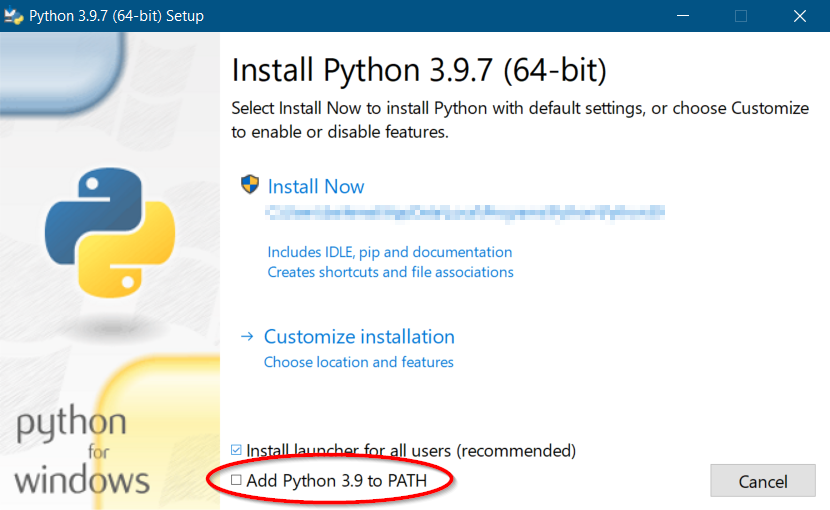 Python 3.9.7 (64-bit) Setup
Install Python 3.9.7 (64-bit)
Select Install Now to install Python with default settings, or choose Customize
to enable or disable features.
Install Now
Includes IDLE, pip and documentation
Creates shortcuts and file associations
Customize installation
Choose location and features
python
for
windows
Install launcher for all users (recommended)
Add Python 3.9 to PATH
Cancel